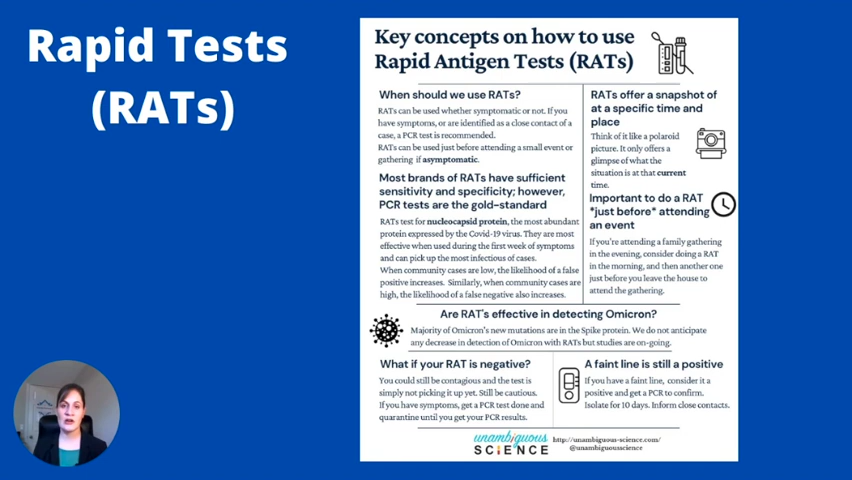 Rapid Tests
(RATs)
Key concepts on how to use
Rapid Antigen Tests (RATs)
When should we use RATs?
RATs can be used whether symptomatic or not. If you
have symptoms, or are identified as a close contact of a
case, a PCR test is recommended.
RATs can be used just before attending a small event or
gathering if asymptomatic.
Most brands of RATs have sufficient
sensitivity and specificity; however,
PCR tests are the gold-standard
RATs test for nucleocapsid protein, the most abundant
protein expressed by the Covid-19 virus. They are most
effective when used during the first week of symptoms
and can pick up the most infectious of cases.
When community cases are low, the likelihood of a false
positive increases. Similarly, when community cases are
high, the likelihood of a false negative also increases.
RATs offer a snapshot of
at a specific time and
place
Think of it like a polaroid
picture. It only offers a
glimpse of what the
situation is at that current
time.
Important to do a RAT
*just before* attending
an event
If you're attending a family gathering
in the evening, consider doing a RAT
in the morning, and then another one
just before you leave the house to
attend the gathering.
Are RAT's effective in detecting Omicron?
Majority of Omicron's new mutations are in the Spike protein. We do not anticipate
any decrease in detection of Omicron with RATs but studies are on-going.
What if your RAT is negative?
You could still be contagious and the test is
simply not picking it up yet. Still be cautious.
If you have symptoms, get a PCR test done and
quarantine until you get your PCR results.
A faint line is still a positive
If you have a faint line, consider it a
positive and get a PCR to confirm.
Isolate for 10 days. Inform close contacts.
unambiguous
SCIENCE
http://unambiguous-science.com/
@unambiguouscience